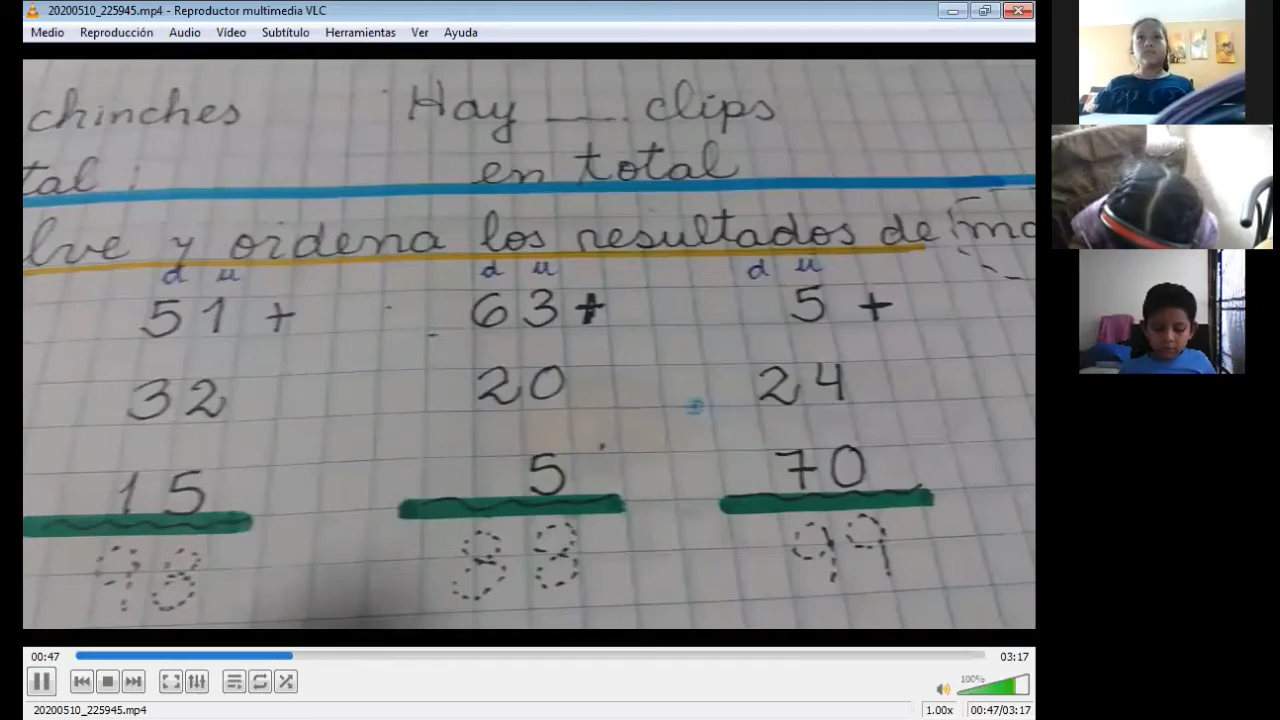 20200510_225945.mp4 - Reproductor multimedia VLC
Medio Reproducción Audio Vídeo Subtítulo Herramientas Ver Ayuda
chinches Hay ___ clips
tal: en total
lve y ordena los resultados de
d u d u d u
51 + 63 + 5 +
32 20 24
15 5 70
98 88 99
00:47 03:17
100%
20200510_225945.mp4 1.00x 00:47/03:17